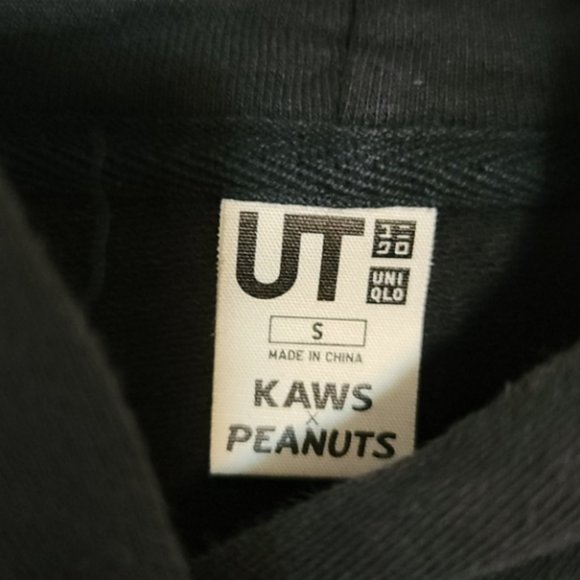 UT
ユニ
クロ
UNI
QLO
S
MADE IN CHINA
KAWS
X
PEANUTS